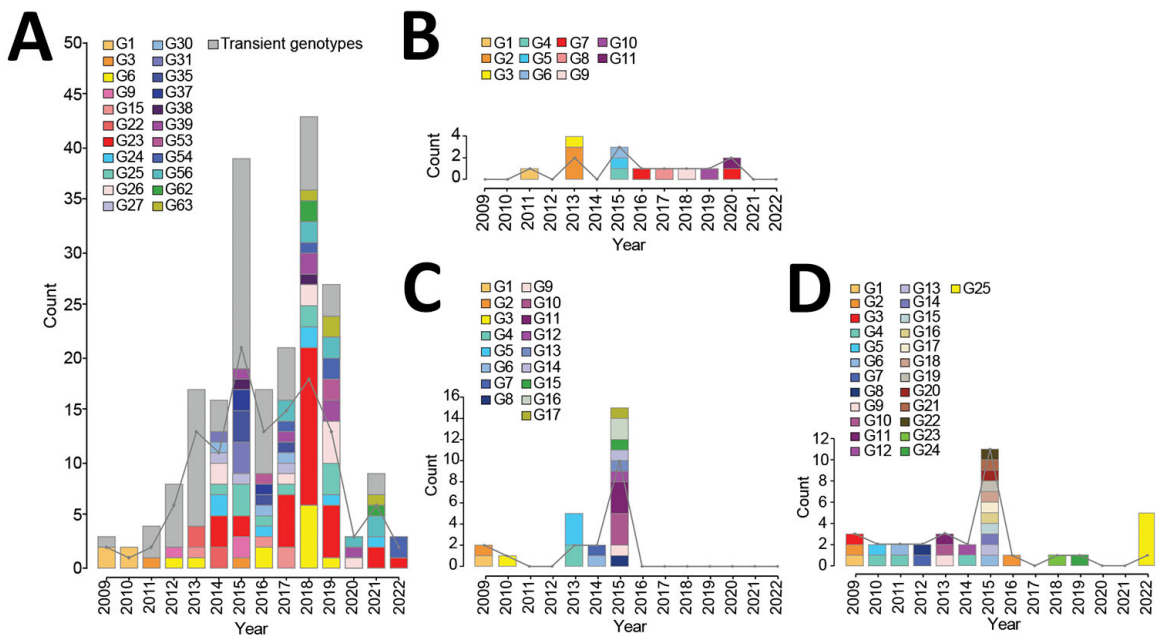 A
G1 G30 Transient genotypes
G3 G31
G6 G35
G9 G37
G15 G38
G22 G39
G23 G53
G24 G54
G25 G56
G26 G62
G27 G63
50
45
40
35
30
25
20
15
10
5
0
Count
2009 2010 2011 2012 2013 2014 2015 2016 2017 2018 2019 2020 2021 2022
Year
B
G1 G4 G7 G10
G2 G5 G8 G11
G3 G6 G9
4
2
0
Count
2009 2010 2011 2012 2013 2014 2015 2016 2017 2018 2019 2020 2021 2022
Year
C
G1 G9
G2 G10
G3 G11
G4 G12
G5 G13
G6 G14
G7 G15
G8 G16
G17
16
14
12
10
8
6
4
2
0
Count
2009 2010 2011 2012 2013 2014 2015 2016 2017 2018 2019 2020 2021 2022
Year
D
G1 G13 G25
G2 G14
G3 G15
G4 G16
G5 G17
G6 G18
G7 G19
G8 G20
G9 G21
G10 G22
G11 G23
G12 G24
12
10
8
6
4
2
0
Count
2009 2010 2011 2012 2013 2014 2015 2016 2017 2018 2019 2020 2021 2022
Year